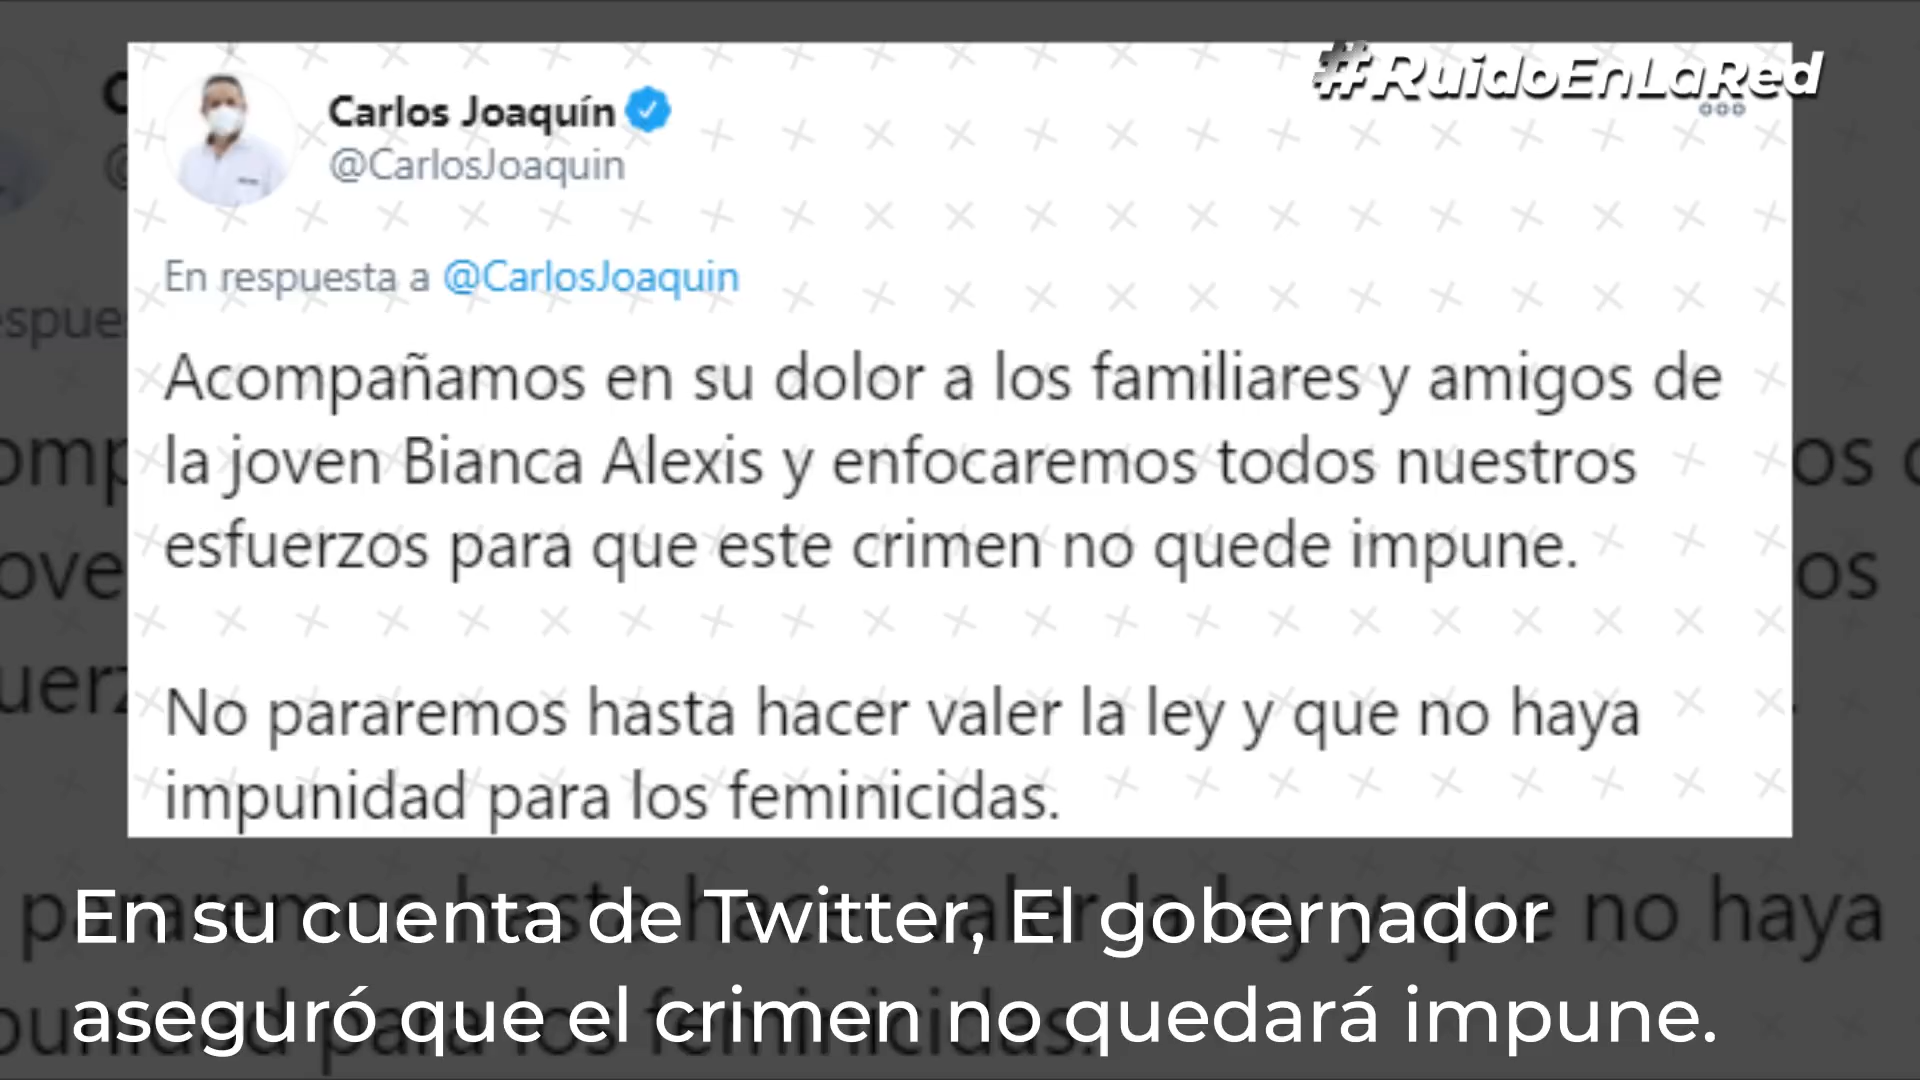 #RuidoEnLaRed
Carlos Joaquín
@CarlosJoaquin
En respuesta a @CarlosJoaquin
Acompañamos en su dolor a los familiares y amigos de
la joven Bianca Alexis y enfocaremos todos nuestros
esfuerzos para que este crimen no quede impune.
No pararemos hasta hacer valer la ley y que no haya
impunidad para los feminicidas.
En su cuenta de Twitter, El gobernador
aseguró que el crimen no quedará impune.